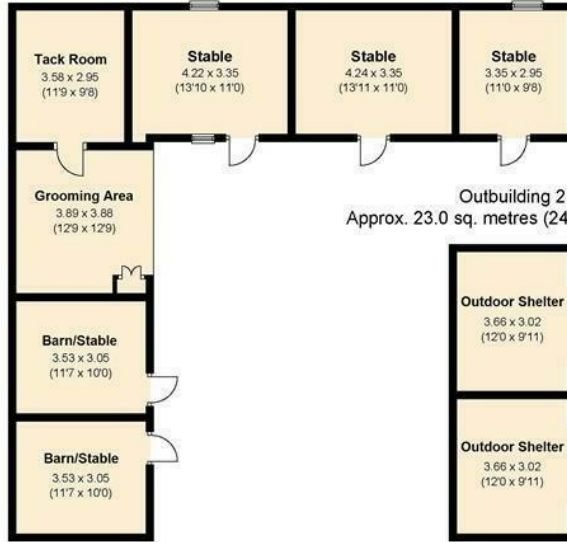 Tack Room
3.58 x 2.95
(11'9 x 9'8)
Stable
4.22 x 3.35
(13'10 x 11'0)
Stable
4.24 x 3.35
(13'11 x 11'0)
Stable
3.35 x 2.95
(11'0 x 9'8)
Grooming Area
3.89 x 3.88
(12'9 x 12'9)
Outbuilding 2
Approx. 23.0 sq. metres (24
Barn/Stable
3.53 x 3.05
(11'7 x 10'0)
Outdoor Shelter
3.66 x 3.02
(12'0 x 9'11)
Barn/Stable
3.53 x 3.05
(11'7 x 10'0)
Outdoor Shelter
3.66 x 3.02
(12'0 x 9'11)